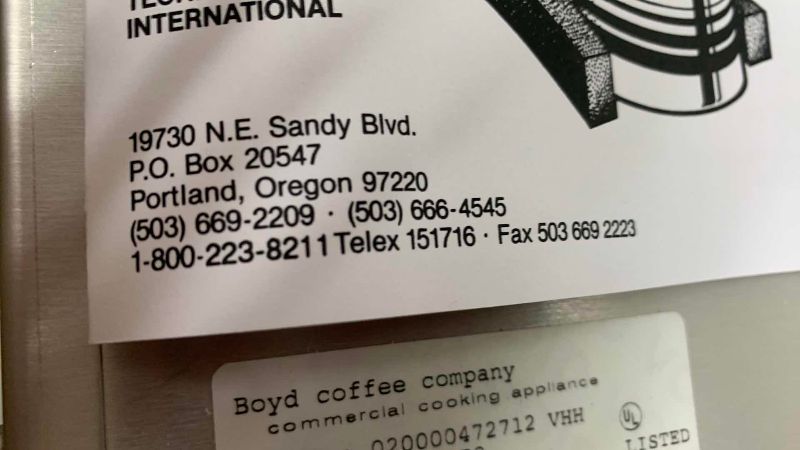 INTERNATIONAL
19730 N.E. Sandy Blvd.
P.O. Box 20547
Portland, Oregon 97220
(503) 669-2209 · (503) 666-4545
1-800-223-8211 Telex 151716 · Fax 503 669 2223
Boyd coffee company
commercial cooking appliance
020000472712 VHH
UL
LISTED